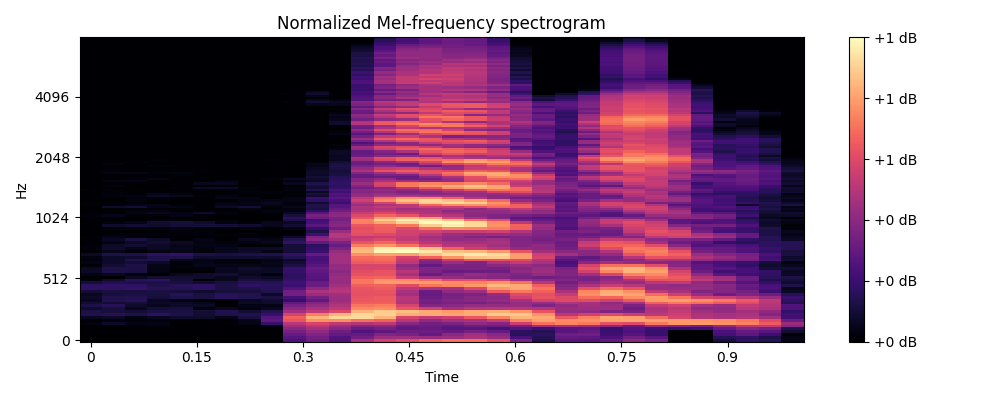 Normalized Mel-frequency spectrogram
Hz
4096
2048
1024
512
0
0 0.15 0.3 0.45 0.6 0.75 0.9
Time
+1 dB
+1 dB
+1 dB
+0 dB
+0 dB
+0 dB